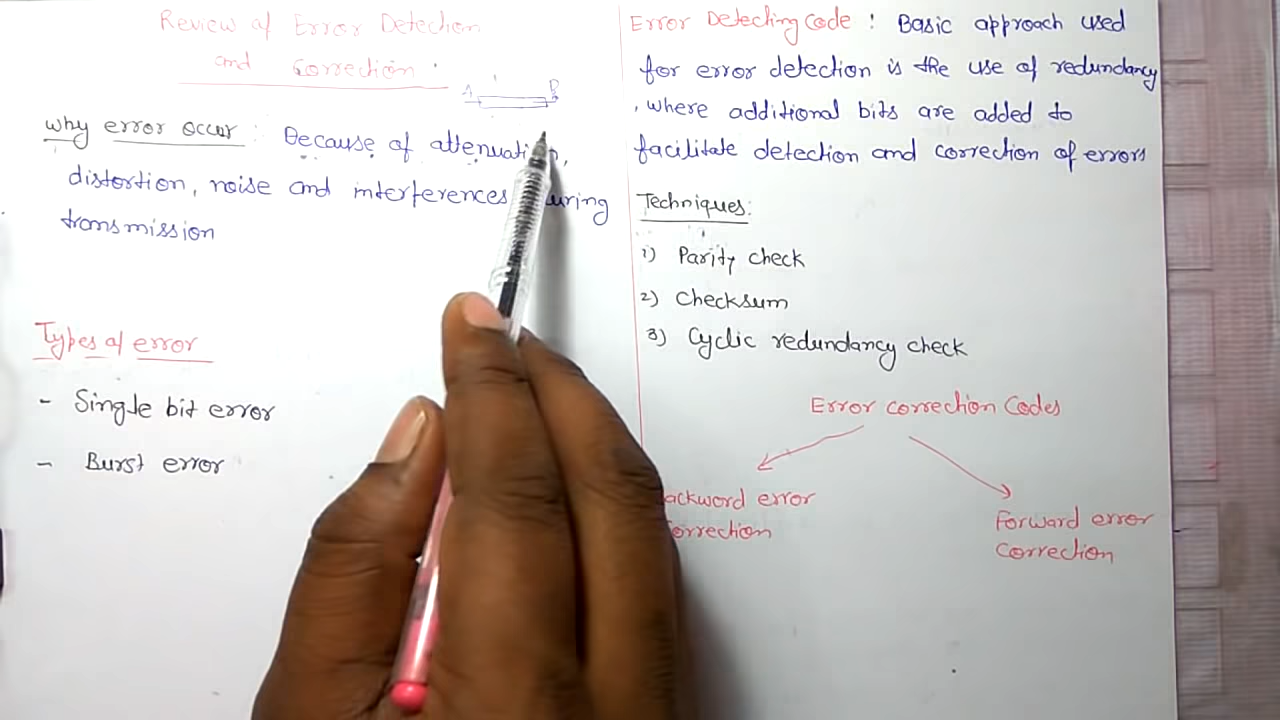 Review of Error Detection
and Correction
A B
Why error occur : Because of attenuation,
distortion, noise and interferences during
transmission
Types of error
- Single bit error
- Burst error
Error Detecting Code : Basic approach used
for error detection is the use of redundancy
, where additional bits are added to
facilitate detection and correction of errors
Techniques:
1) Parity check
2) Checksum
3) Cyclic redundancy check
Error correction Codes
ackword error
orrection
Forward error
correction